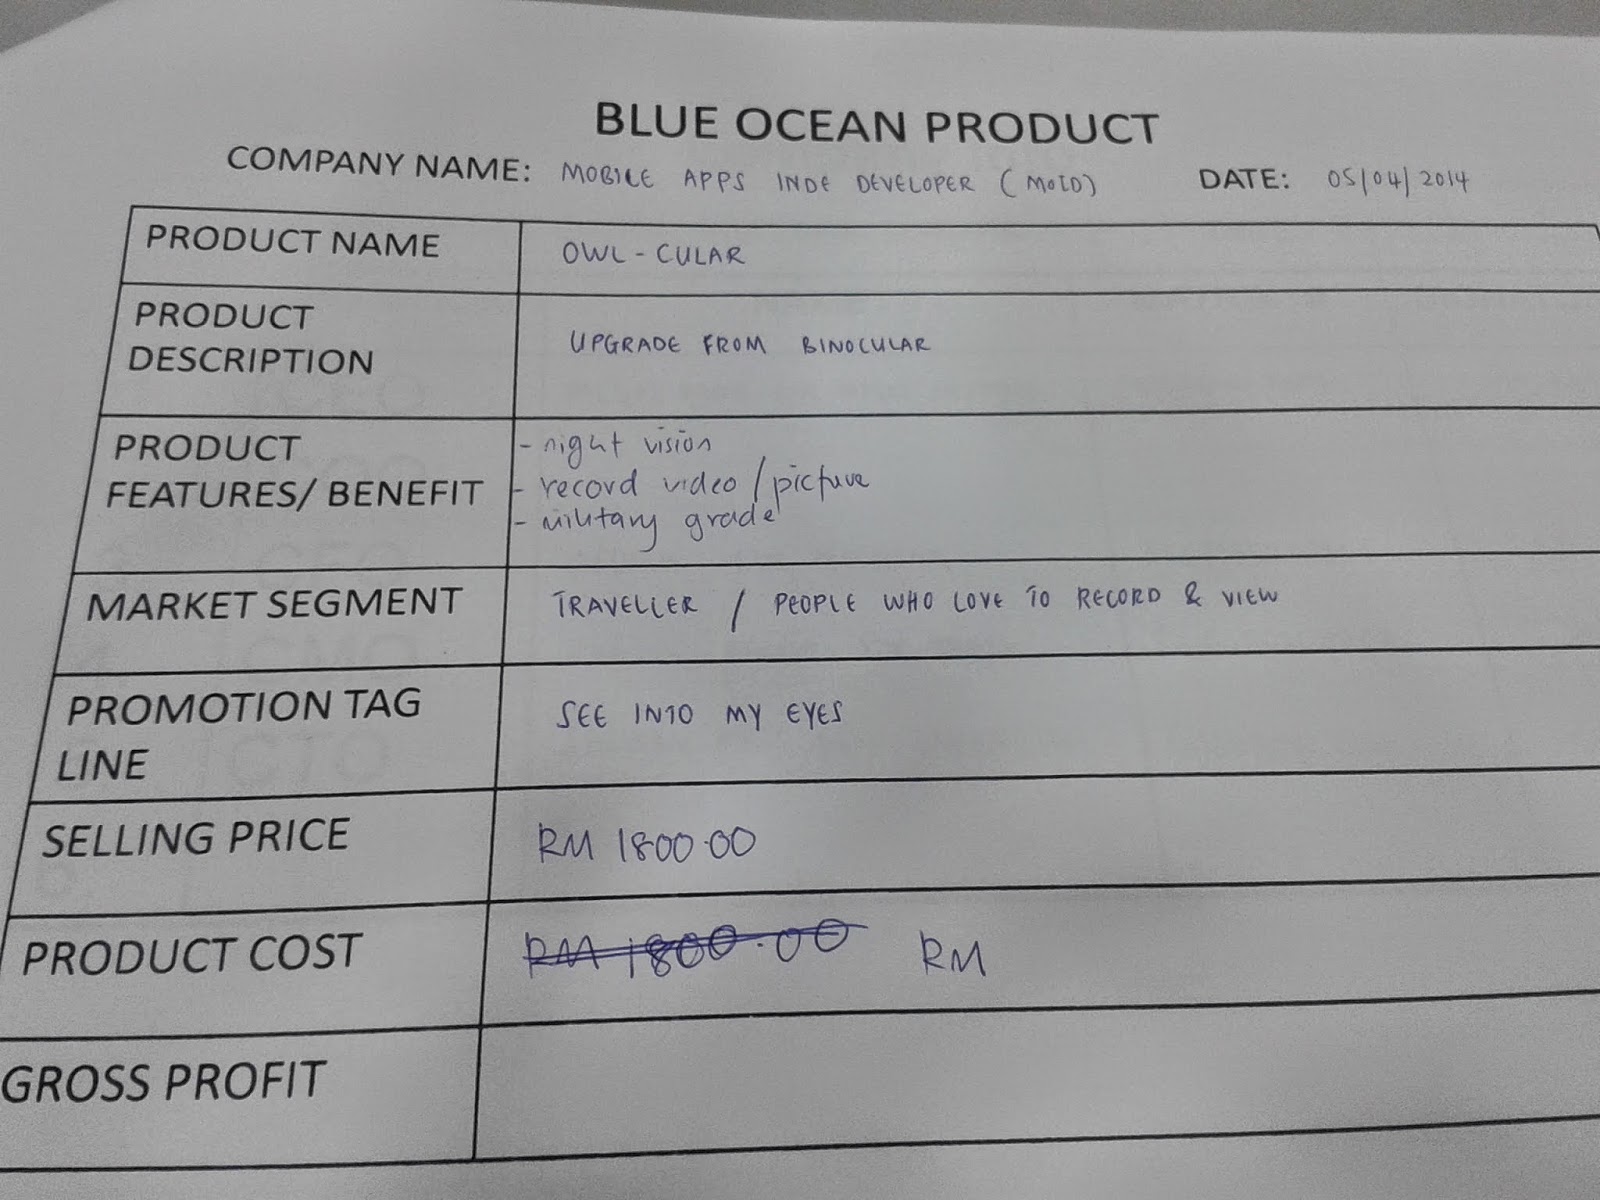 BLUE OCEAN PRODUCT
COMPANY NAME: MOBILE APPS INDE DEVELOPER (MOID) DATE: 05/04/2014
PRODUCT NAME OWL-CULAR
PRODUCT
DESCRIPTION
UPGRADE FROM BINOCULAR
PRODUCT
FEATURES/ BENEFIT
- night vision
- record video/picture
- military grade
MARKET SEGMENT TRAVELLER / PEOPLE WHO LOVE TO RECORD & VIEW
PROMOTION TAG
LINE
SEE INTO MY EYES
SELLING PRICE RM 1800.00
PRODUCT COST RM 1800.00 RM
GROSS PROFIT